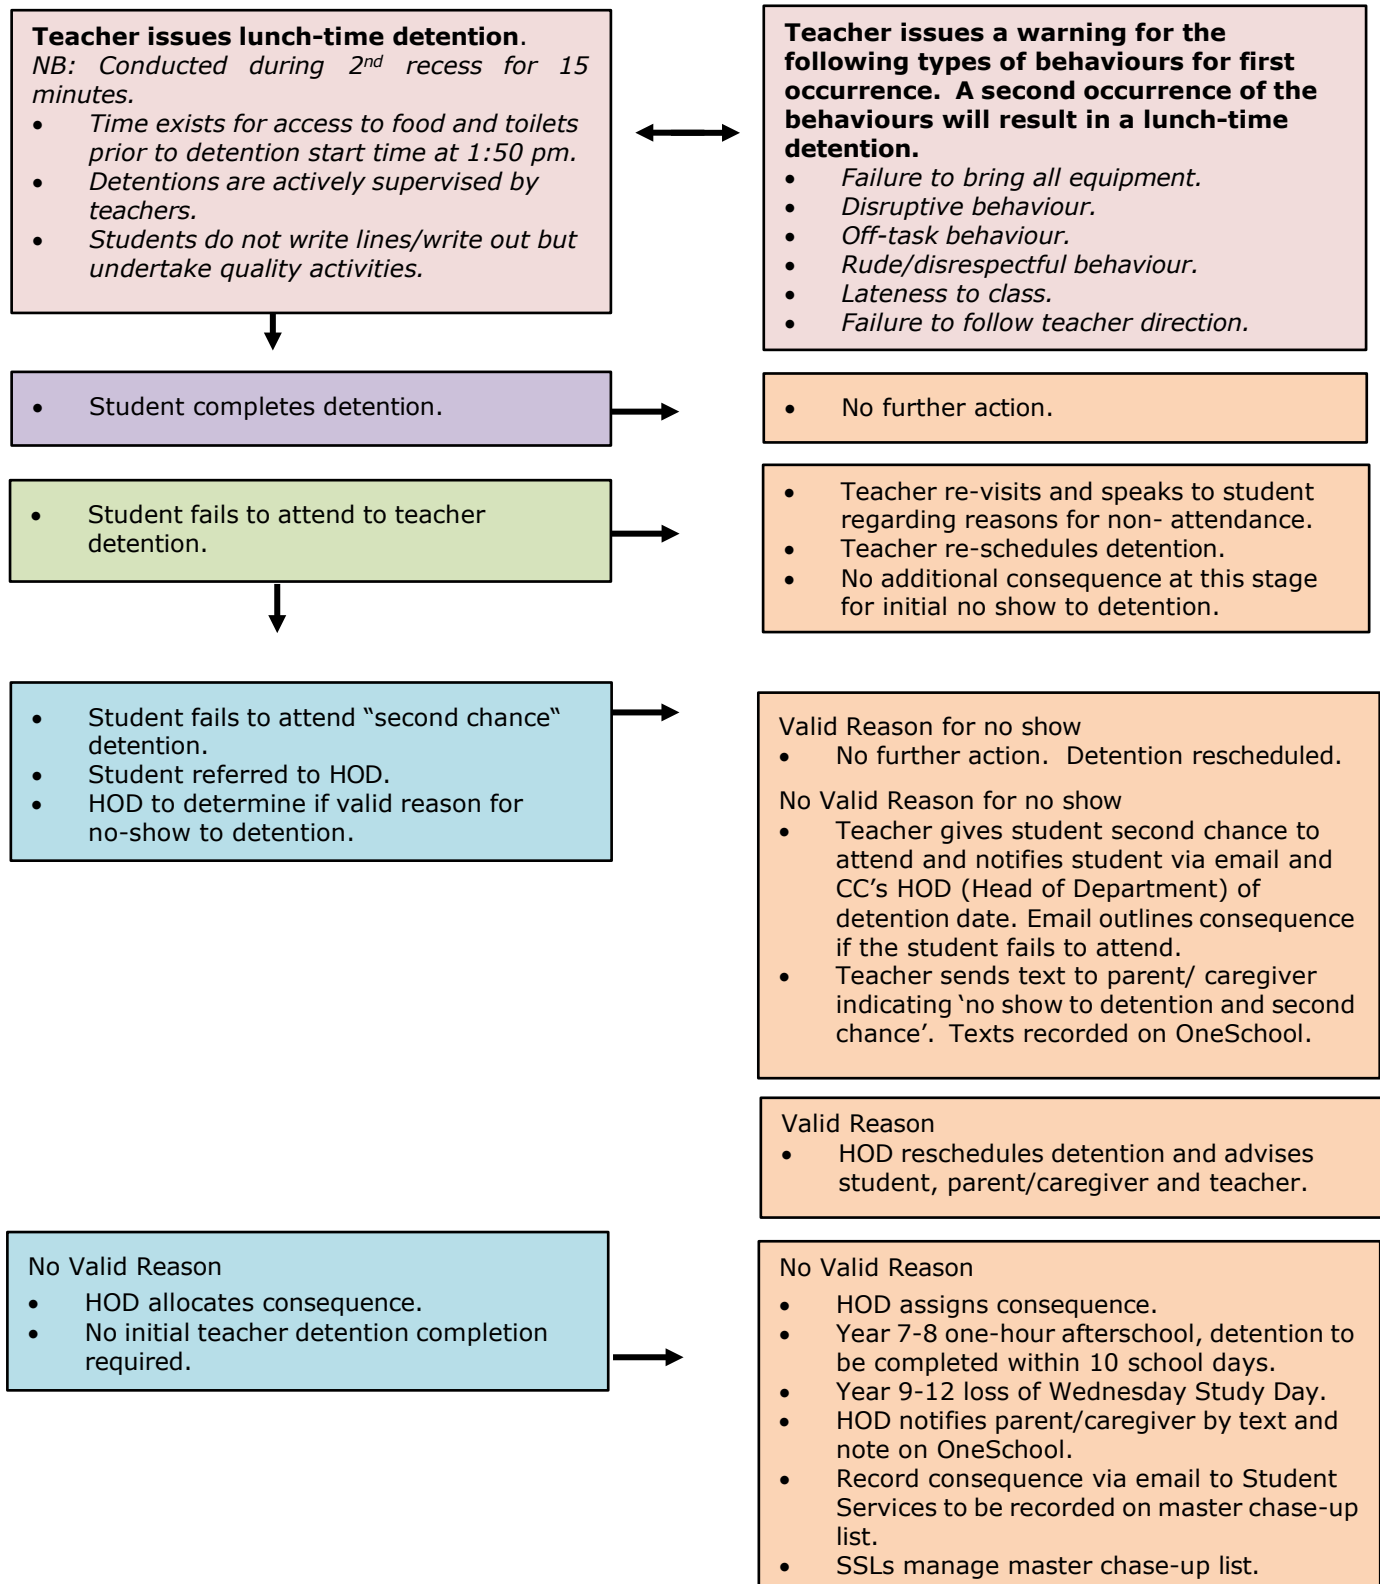 Teacher issues lunch-time detention.
NB: Conducted during 2nd recess for 15
minutes.
• Time exists for access to food and toilets
prior to detention start time at 1:50 pm.
• Detentions are actively supervised by
teachers.
• Students do not write lines/write out but
undertake quality activities.
Teacher issues a warning for the
following types of behaviours for first
occurrence. A second occurrence of the
behaviours will result in a lunch-time
detention.
• Failure to bring all equipment.
• Disruptive behaviour.
• Off-task behaviour.
• Rude/disrespectful behaviour.
• Lateness to class.
• Failure to follow teacher direction.
• Student completes detention.
• No further action.
• Student fails to attend to teacher
detention.
• Teacher re-visits and speaks to student
regarding reasons for non- attendance.
• Teacher re-schedules detention.
• No additional consequence at this stage
for initial no show to detention.
• Student fails to attend “second chance“
detention.
• Student referred to HOD.
• HOD to determine if valid reason for
no-show to detention.
Valid Reason for no show
• No further action. Detention rescheduled.
No Valid Reason for no show
• Teacher gives student second chance to
attend and notifies student via email and
CC’s HOD (Head of Department) of
detention date. Email outlines consequence
if the student fails to attend.
• Teacher sends text to parent/ caregiver
indicating ‘no show to detention and second
chance’. Texts recorded on OneSchool.
Valid Reason
• HOD reschedules detention and advises
student, parent/caregiver and teacher.
No Valid Reason
• HOD allocates consequence.
• No initial teacher detention completion
required.
No Valid Reason
• HOD assigns consequence.
• Year 7-8 one-hour afterschool, detention to
be completed within 10 school days.
• Year 9-12 loss of Wednesday Study Day.
• HOD notifies parent/caregiver by text and
note on OneSchool.
• Record consequence via email to Student
Services to be recorded on master chase-up
list.
• SSLs manage master chase-up list.